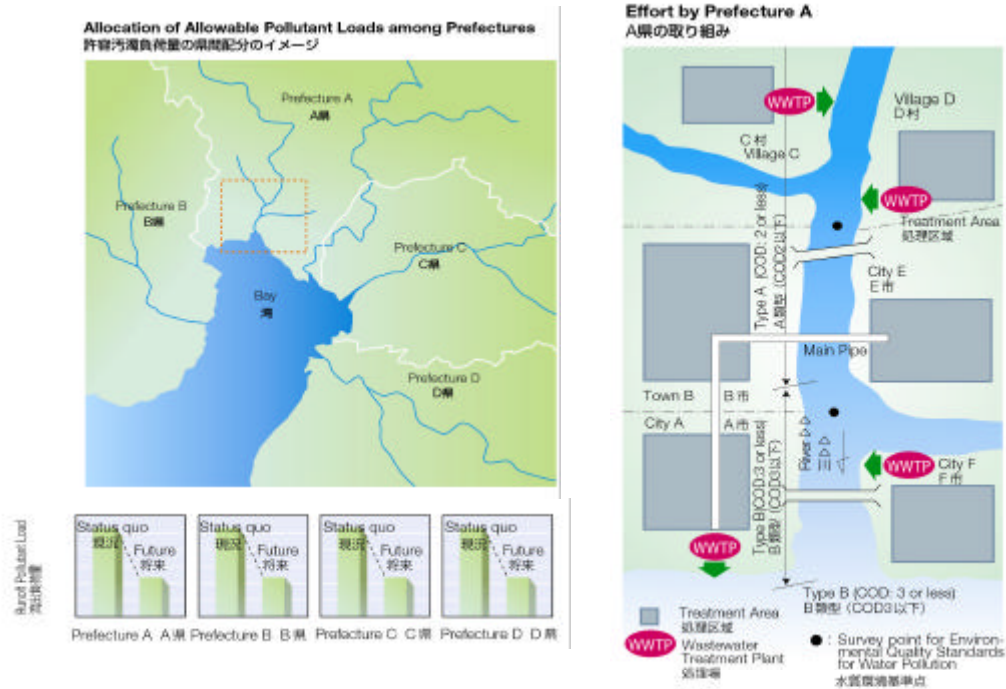 Allocation of Allowable Pollutant Loads among Prefectures
許容汚濁負荷量の県間配分のイメージ
Prefecture A
A県
Prefecture B
B県
Prefecture C
C県
Bay
湾
Prefecture D
D県
Runoff Pollutant Load
流出負荷量
Status quo
現況
Future
将来
Status quo
現況
Future
将来
Status quo
現況
Future
将来
Status quo
現況
Future
将来
Prefecture A A県
Prefecture B B県
Prefecture C C県
Prefecture D D県
Effort by Prefecture A
A県の取り組み
WWTP
Village D
D村
C村
Village C
WWTP
Treatment Area
処理区域
Type A (COD: 2 or less)
A類型 (COD2以下)
City E
E市
Main Pipe
Town B
B市
City A
A市
Type B(COD:3 or less)
B類型 (COD3以下)
River
WWTP
City F
F市
WWTP
Type B (COD: 3 or less)
B類型 (COD3以下)
Treatment Area
処理区域
WWTP
Wastewater
Treatment Plant
処理場
: Survey point for Environ-
mental Quality Standards
for Water Pollution
水質環境基準点